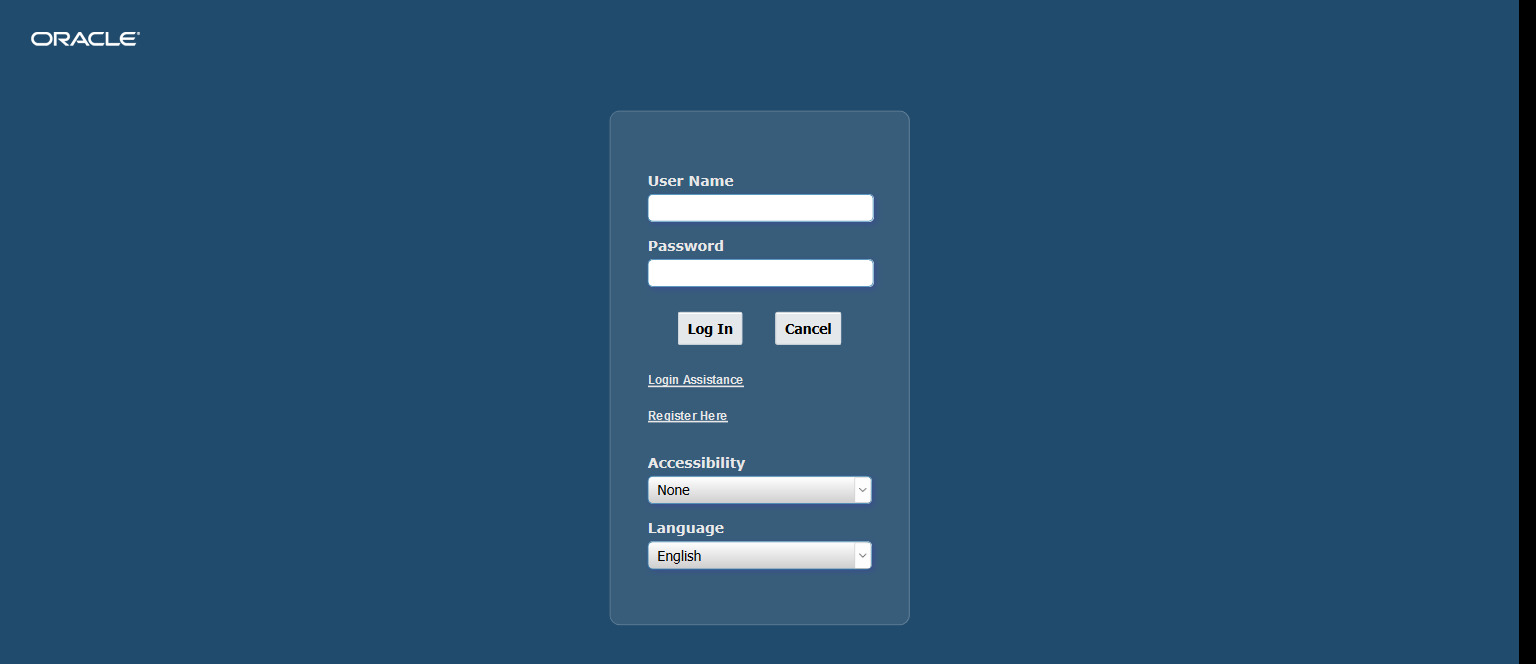 ORACLE
User Name
Password
Log In Cancel
Login Assistance
Register Here
Accessibility
None
Language
English